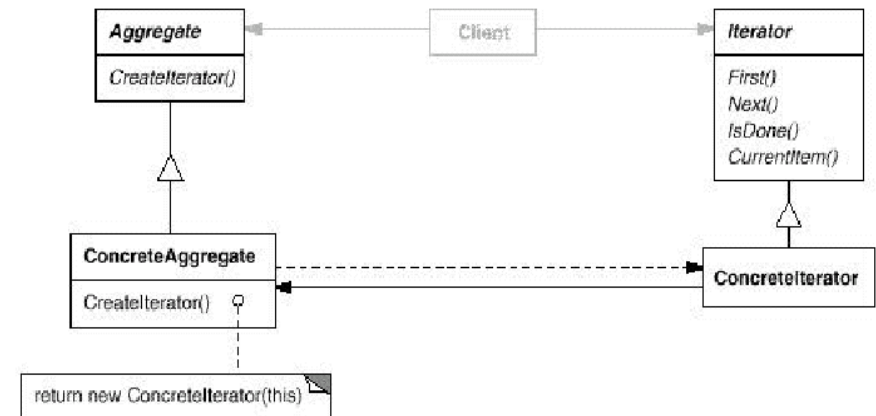 Aggregate
CreateIterator()
Client
Iterator
First()
Next()
IsDone()
CurrentItem()
ConcreteAggregate
CreateIterator()
ConcreteIterator
return new ConcreteIterator(this)